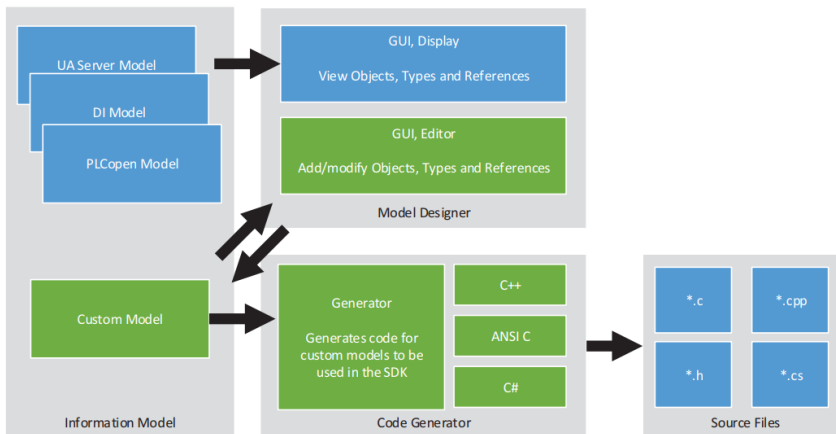 UA Server Model
DI Model
PLCopen Model
Custom Model
Information Model
GUI, Display
View Objects, Types and References
GUI, Editor
Add/modify Objects, Types and References
Model Designer
Generator
Generates code for
custom models to be
used in the SDK
C++
ANSI C
C#
Code Generator
*.c
*.cpp
*.h
*.cs
Source Files